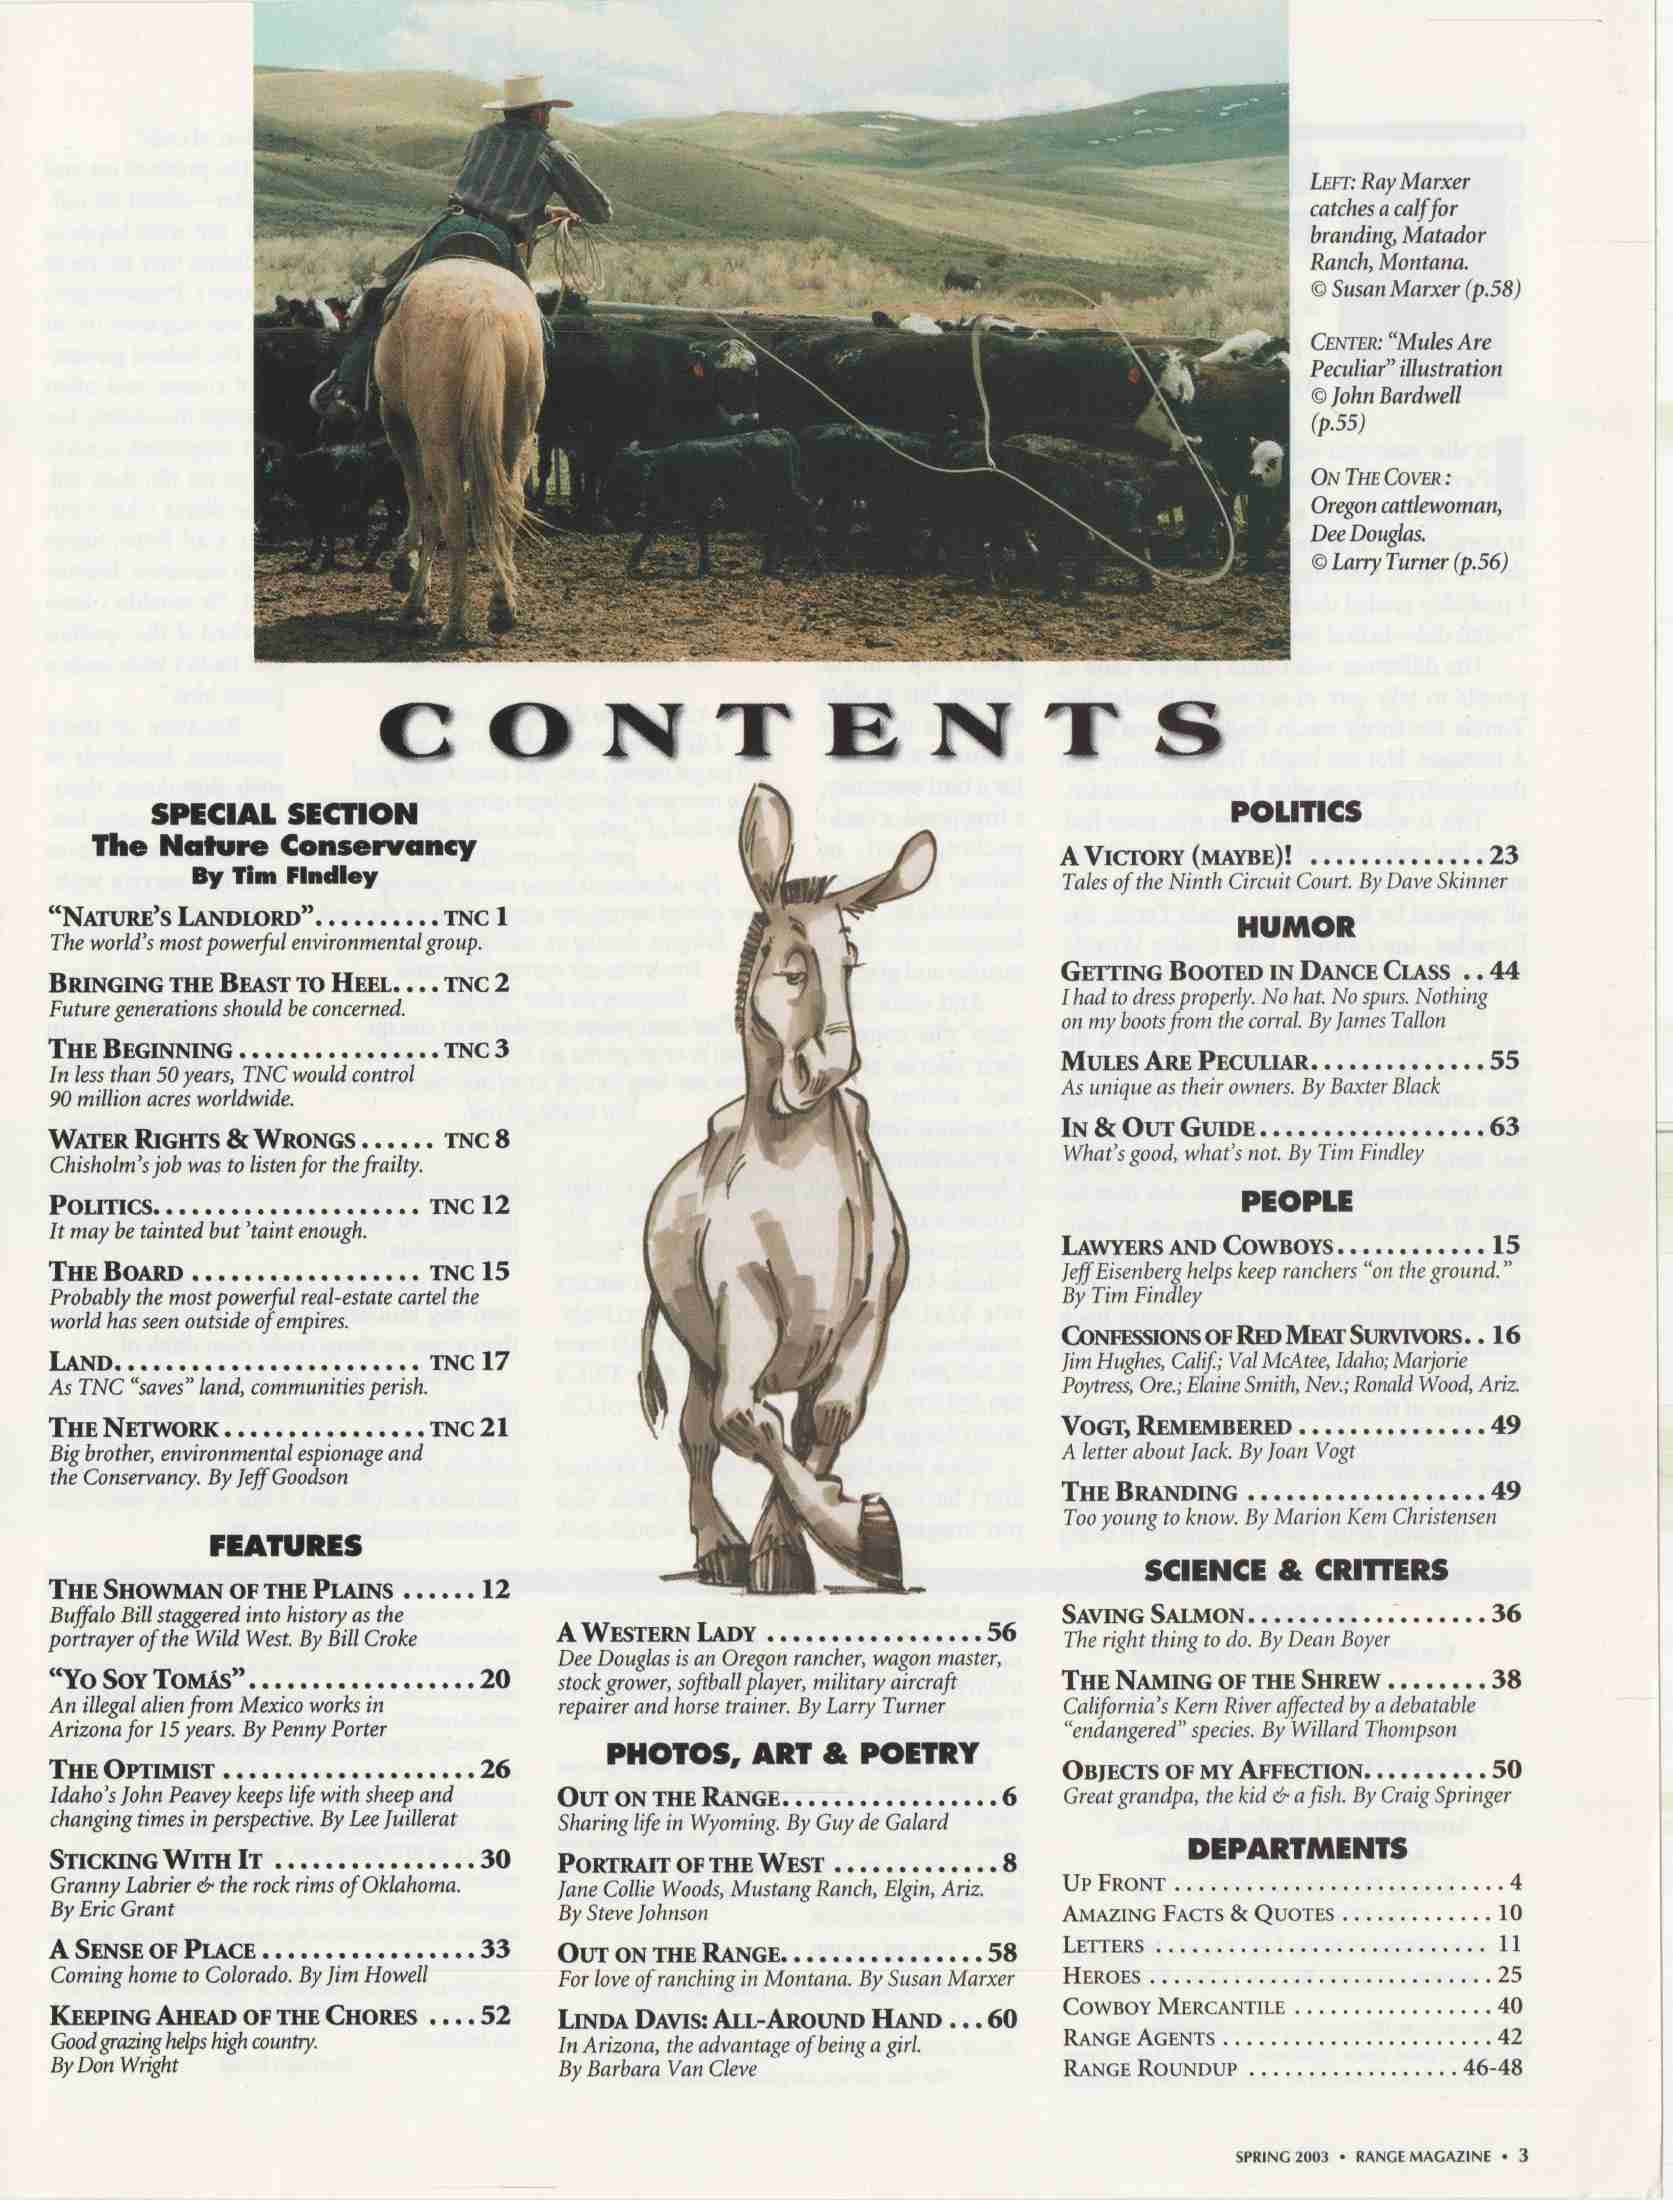 LEFT: Ray Marxer
catches a calf for
branding, Matador
Ranch, Montana.
© Susan Marxer (p.58)
CENTER: “Mules Are
Peculiar” illustration
© John Bardwell
(p.55)
ON THE COVER:
Oregon cattlewoman,
Dee Douglas.
© Larry Turner (p.56)
CONTENTS
SPECIAL SECTION
The Nature Conservancy
By Tim Findley
“NATURE’S LANDLORD”.......... TNC 1
The world’s most powerful environmental group.
BRINGING THE BEAST TO HEEL.... TNC 2
Future generations should be concerned.
THE BEGINNING................ TNC 3
In less than 50 years, TNC would control
90 million acres worldwide.
WATER RIGHTS & WRONGS...... TNC 8
Chisholm’s job was to listen for the frailty.
POLITICS..................... TNC 12
It may be tainted but ’taint enough.
THE BOARD .................. TNC 15
Probably the most powerful real-estate cartel the
world has seen outside of empires.
LAND........................ TNC 17
As TNC “saves” land, communities perish.
THE NETWORK................ TNC 21
Big brother, environmental espionage and
the Conservancy. By Jeff Goodson
FEATURES
THE SHOWMAN OF THE PLAINS ...... 12
Buffalo Bill staggered into history as the
portrayer of the Wild West. By Bill Croke
“YO SOY TOMÁS”.................. 20
An illegal alien from Mexico works in
Arizona for 15 years. By Penny Porter
THE OPTIMIST .................... 26
Idaho’s John Peavey keeps life with sheep and
changing times in perspective. By Lee Juillerat
STICKING WITH IT ................ 30
Granny Labrier & the rock rims of Oklahoma.
By Eric Grant
A SENSE OF PLACE ................. 33
Coming home to Colorado. By Jim Howell
KEEPING AHEAD OF THE CHORES .... 52
Good grazing helps high country.
By Don Wright
A WESTERN LADY ................. 56
Dee Douglas is an Oregon rancher, wagon master,
stock grower, softball player, military aircraft
repairer and horse trainer. By Larry Turner
PHOTOS, ART & POETRY
OUT ON THE RANGE................. 6
Sharing life in Wyoming. By Guy de Galard
PORTRAIT OF THE WEST ............. 8
Jane Collie Woods, Mustang Ranch, Elgin, Ariz.
By Steve Johnson
OUT ON THE RANGE................ 58
For love of ranching in Montana. By Susan Marxer
LINDA DAVIS: ALL-AROUND HAND ... 60
In Arizona, the advantage of being a girl.
By Barbara Van Cleve
POLITICS
A VICTORY (MAYBE)! .............. 23
Tales of the Ninth Circuit Court. By Dave Skinner
HUMOR
GETTING BOOTED IN DANCE CLASS .. 44
I had to dress properly. No hat. No spurs. Nothing
on my boots from the corral. By James Tallon
MULES ARE PECULIAR.............. 55
As unique as their owners. By Baxter Black
IN & OUT GUIDE.................. 63
What’s good, what’s not. By Tim Findley
PEOPLE
LAWYERS AND COWBOYS............ 15
Jeff Eisenberg helps keep ranchers “on the ground.”
By Tim Findley
CONFESSIONS OF RED MEAT SURVIVORS.. 16
Jim Hughes, Calif.; Val McAtee, Idaho; Marjorie
Poytress, Ore.; Elaine Smith, Nev.; Ronald Wood, Ariz.
VOGT, REMEMBERED ............... 49
A letter about Jack. By Joan Vogt
THE BRANDING ................... 49
Too young to know. By Marion Kem Christensen
SCIENCE & CRITTERS
SAVING SALMON................... 36
The right thing to do. By Dean Boyer
THE NAMING OF THE SHREW ........ 38
California’s Kern River affected by a debatable
“endangered” species. By Willard Thompson
OBJECTS OF MY AFFECTION.......... 50
Great grandpa, the kid & a fish. By Craig Springer
DEPARTMENTS
UP FRONT ............................ 4
AMAZING FACTS & QUOTES ............. 10
LETTERS ............................ 11
HEROES ............................. 25
COWBOY MERCANTILE ................. 40
RANGE AGENTS ....................... 42
RANGE ROUNDUP .................. 46-48
SPRING 2003 • RANGE MAGAZINE • 3